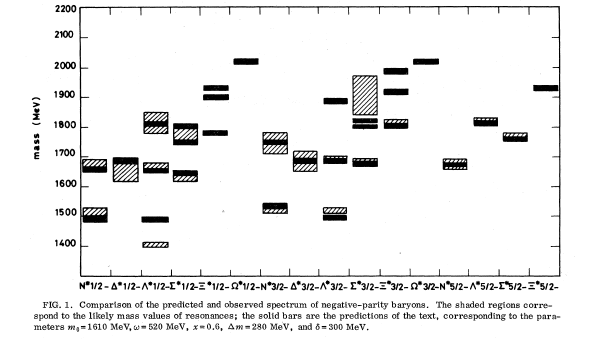 2200
2100
2000
1900
1800
1700
1600
1500
1400
mass (MeV)
N*1/2- Δ*1/2- Λ*1/2- Σ*1/2- Ξ*1/2- Ω*1/2- N*3/2- Δ*3/2- Λ*3/2- Σ*3/2- Ξ*3/2- Ω*3/2- N*5/2- Λ*5/2- Σ*5/2- Ξ*5/2-
FIG. 1. Comparison of the predicted and observed spectrum of negative-parity baryons. The shaded regions corre-
spond to the likely mass values of resonances; the solid bars are the predictions of the text, corresponding to the para-
meters m₀=1610 MeV, ω=520 MeV, x=0.6, Δm=280 MeV, and δ=300 MeV.